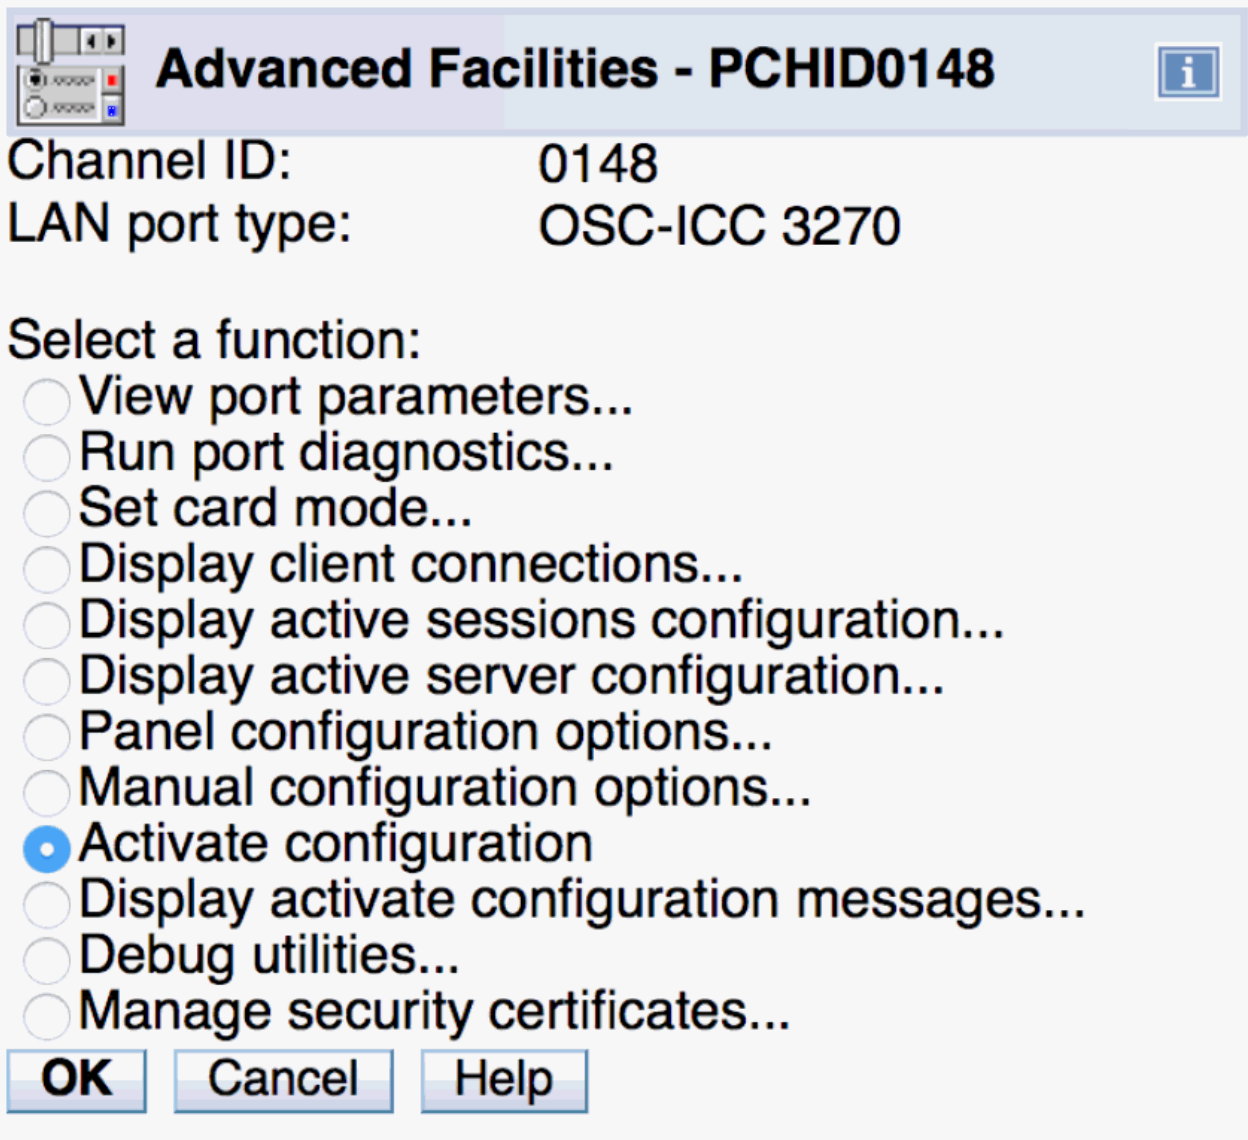 Advanced Facilities - PCHID0148
Channel ID: 0148
LAN port type: OSC-ICC 3270
Select a function:
View port parameters...
Run port diagnostics...
Set card mode...
Display client connections...
Display active sessions configuration...
Display active server configuration...
Panel configuration options...
Manual configuration options...
Activate configuration
Display activate configuration messages...
Debug utilities...
Manage security certificates...
OK Cancel Help